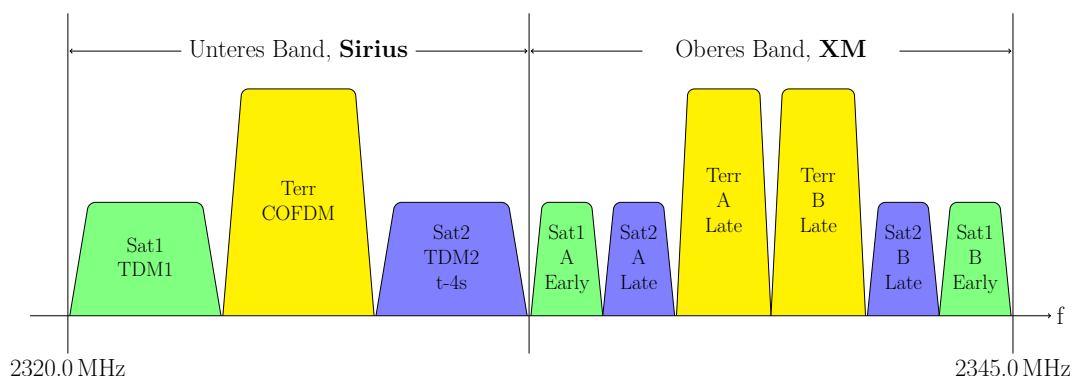 Unteres Band, Sirius
Oberes Band, XM
Sat1
TDM1
Terr
COFDM
Sat2
TDM2
t-4s
Sat1
A
Early
Sat2
A
Late
Terr
A
Late
Terr
B
Late
Sat2
B
Late
Sat1
B
Early
f
2320.0 MHz
2345.0 MHz